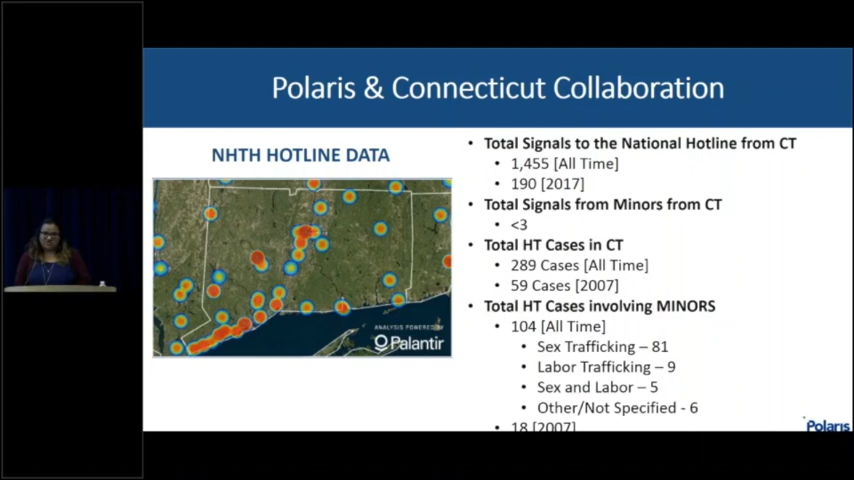 Polaris & Connecticut Collaboration
NHTH HOTLINE DATA
ANALYSIS POWERED BY
Palantir
• Total Signals to the National Hotline from CT
• 1,455 [All Time]
• 190 [2017]
• Total Signals from Minors from CT
• <3
• Total HT Cases in CT
• 289 Cases [All Time]
• 59 Cases [2007]
• Total HT Cases involving MINORS
• 104 [All Time]
• Sex Trafficking – 81
• Labor Trafficking – 9
• Sex and Labor – 5
• Other/Not Specified - 6
• 18 [2007]
Polaris